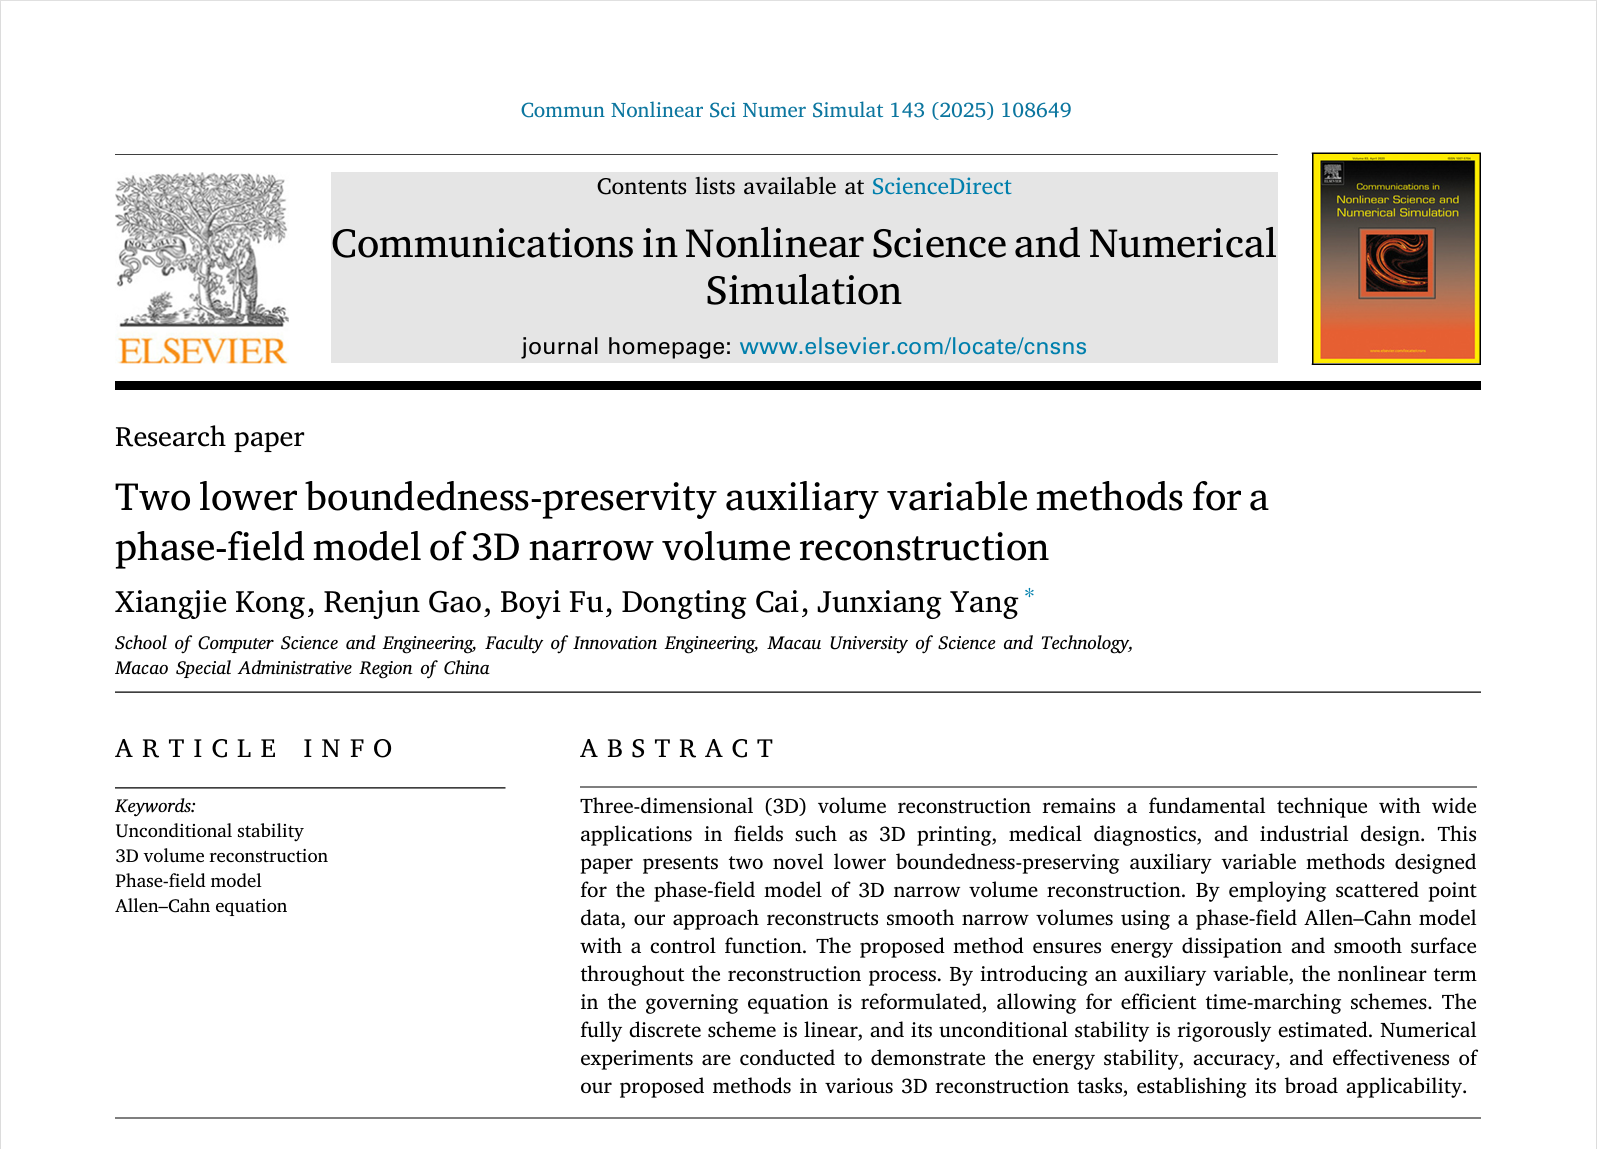 Commun Nonlinear Sci Numer Simulat 143 (2025) 108649
Contents lists available at ScienceDirect
Communications in Nonlinear Science and Numerical
Simulation
journal homepage: www.elsevier.com/locate/cnsns
ELSEVIER
Communications in
Nonlinear Science and
Numerical Simulation
Research paper
Two lower boundedness-preservity auxiliary variable methods for a
phase-field model of 3D narrow volume reconstruction
Xiangjie Kong, Renjun Gao, Boyi Fu, Dongting Cai, Junxiang Yang *
School of Computer Science and Engineering, Faculty of Innovation Engineering, Macau University of Science and Technology,
Macao Special Administrative Region of China
ARTICLE INFO
Keywords:
Unconditional stability
3D volume reconstruction
Phase-field model
Allen–Cahn equation
ABSTRACT
Three-dimensional (3D) volume reconstruction remains a fundamental technique with wide
applications in fields such as 3D printing, medical diagnostics, and industrial design. This
paper presents two novel lower boundedness-preserving auxiliary variable methods designed
for the phase-field model of 3D narrow volume reconstruction. By employing scattered point
data, our approach reconstructs smooth narrow volumes using a phase-field Allen–Cahn model
with a control function. The proposed method ensures energy dissipation and smooth surface
throughout the reconstruction process. By introducing an auxiliary variable, the nonlinear term
in the governing equation is reformulated, allowing for efficient time-marching schemes. The
fully discrete scheme is linear, and its unconditional stability is rigorously estimated. Numerical
experiments are conducted to demonstrate the energy stability, accuracy, and effectiveness of
our proposed methods in various 3D reconstruction tasks, establishing its broad applicability.